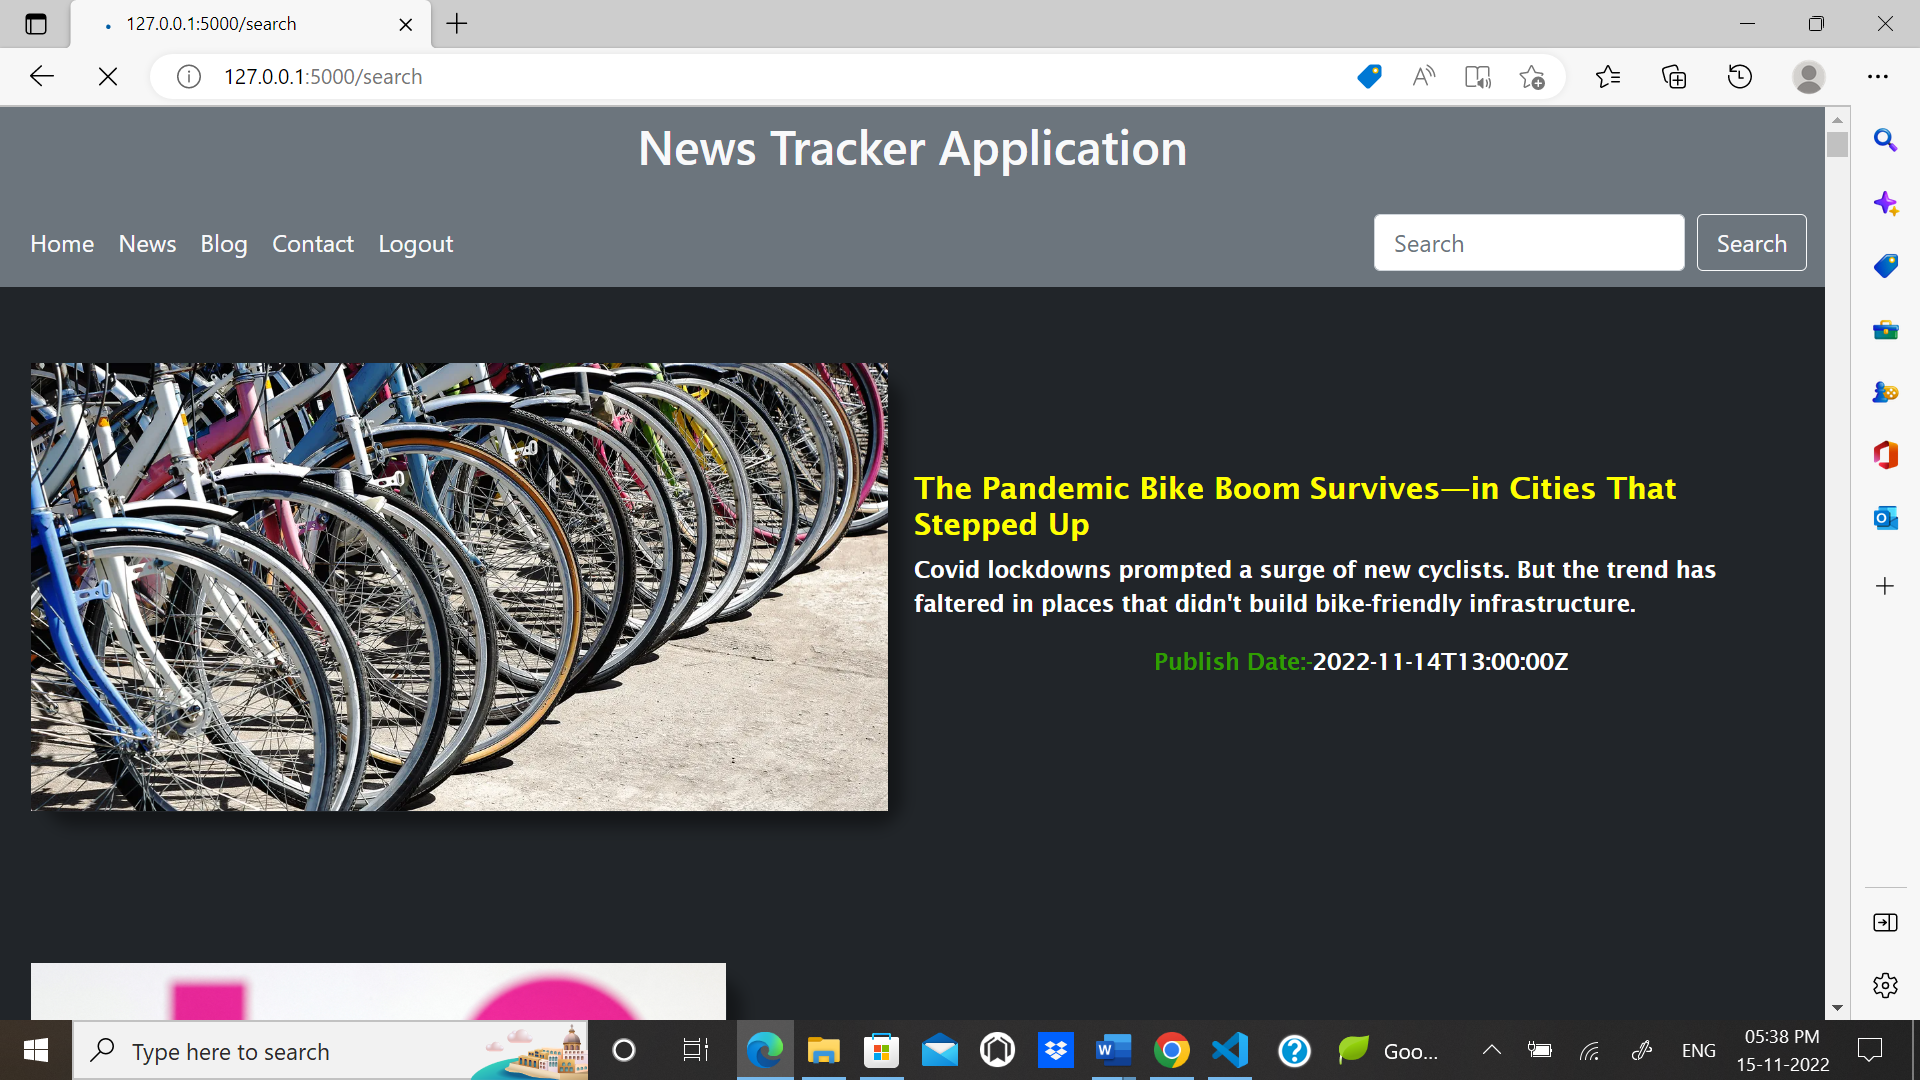 127.0.0.1:5000/search
127.0.0.1:5000/search
News Tracker Application
Home News Blog Contact Logout
Search
Search
The Pandemic Bike Boom Survives—in Cities That
Stepped Up
Covid lockdowns prompted a surge of new cyclists. But the trend has
faltered in places that didn't build bike-friendly infrastructure.
Publish Date:-2022-11-14T13:00:00Z
Type here to search
Goo...
ENG
05:38 PM
15-11-2022